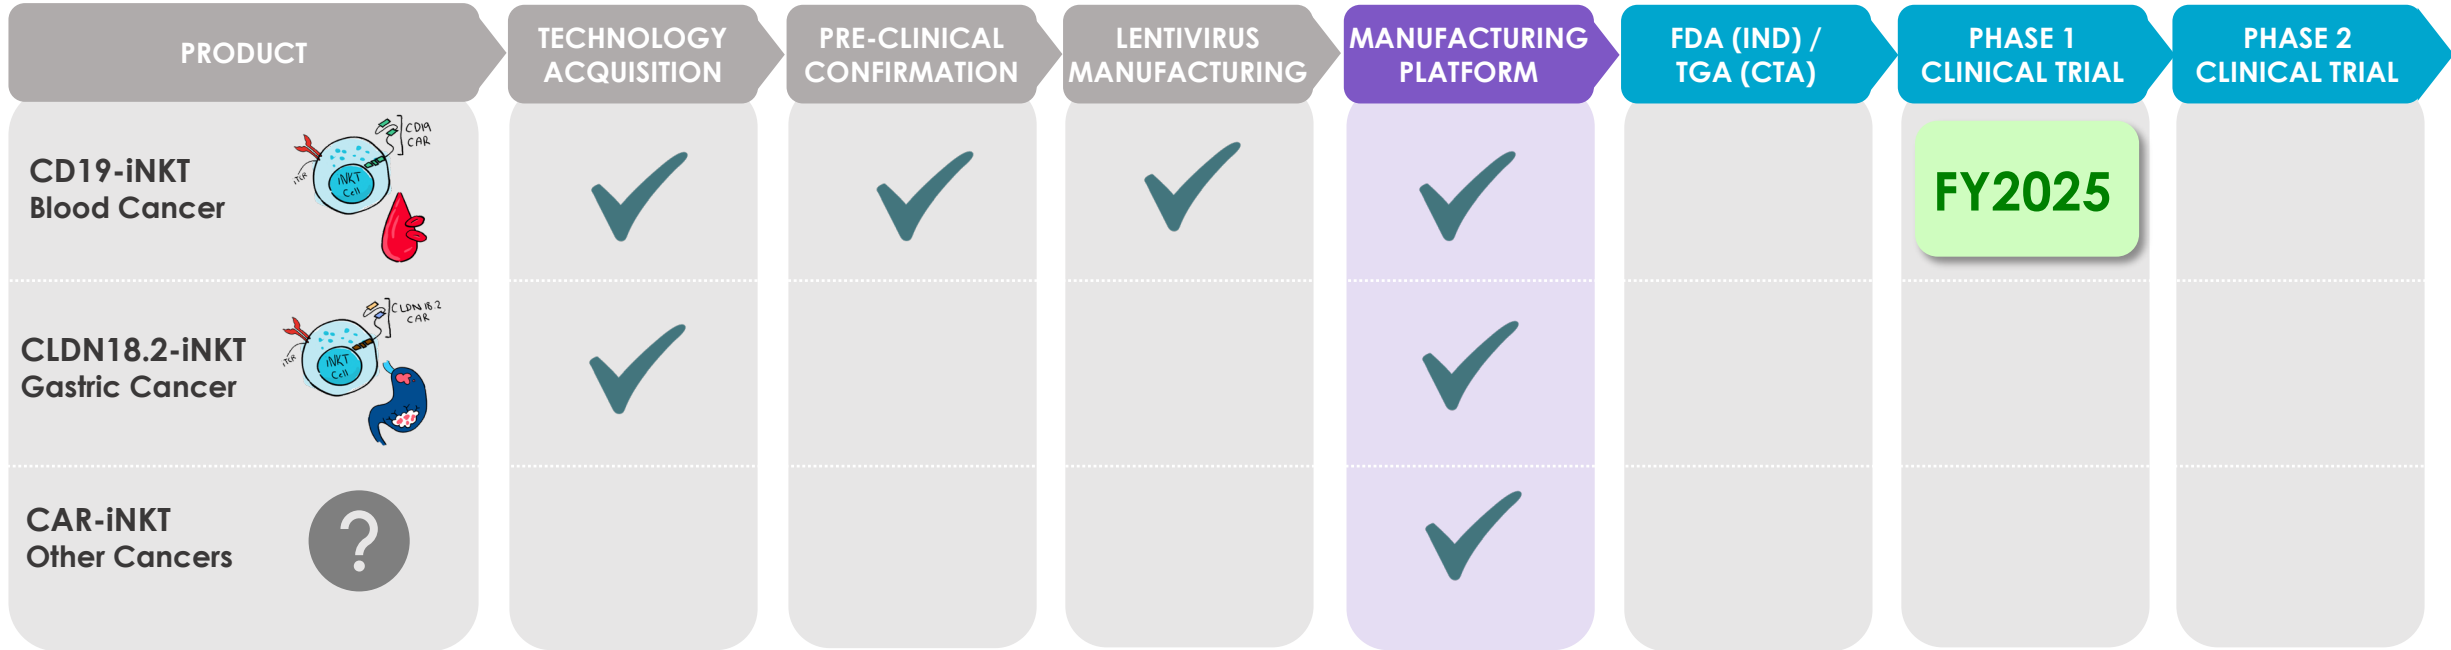 PRODUCT
TECHNOLOGY
ACQUISITION
PRE-CLINICAL
CONFIRMATION
LENTIVIRUS
MANUFACTURING
MANUFACTURING
PLATFORM
FDA (IND) /
TGA (CTA)
PHASE 1
CLINICAL TRIAL
PHASE 2
CLINICAL TRIAL
CD19-iNKT
Blood Cancer
CD19
CAR
iTCR
iNKT
Cell
FY2025
CLDN18.2-iNKT
Gastric Cancer
CLDN18.2
CAR
iTCR
iNKT
Cell
CAR-iNKT
Other Cancers
?